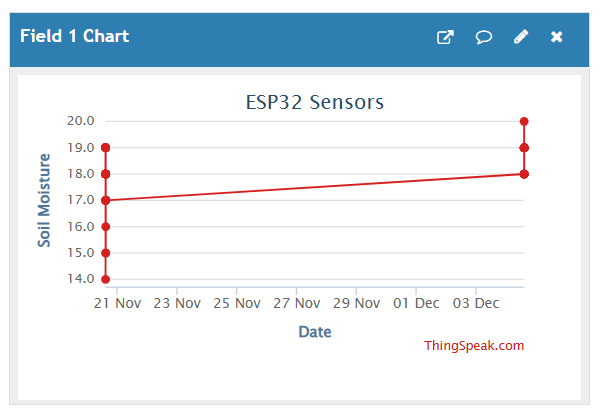 Field 1 Chart
ESP32 Sensors
20.0
19.0
18.0
17.0
16.0
15.0
14.0
Soil Moisture
21 Nov 23 Nov 25 Nov 27 Nov 29 Nov 01 Dec 03 Dec
Date
ThingSpeak.com